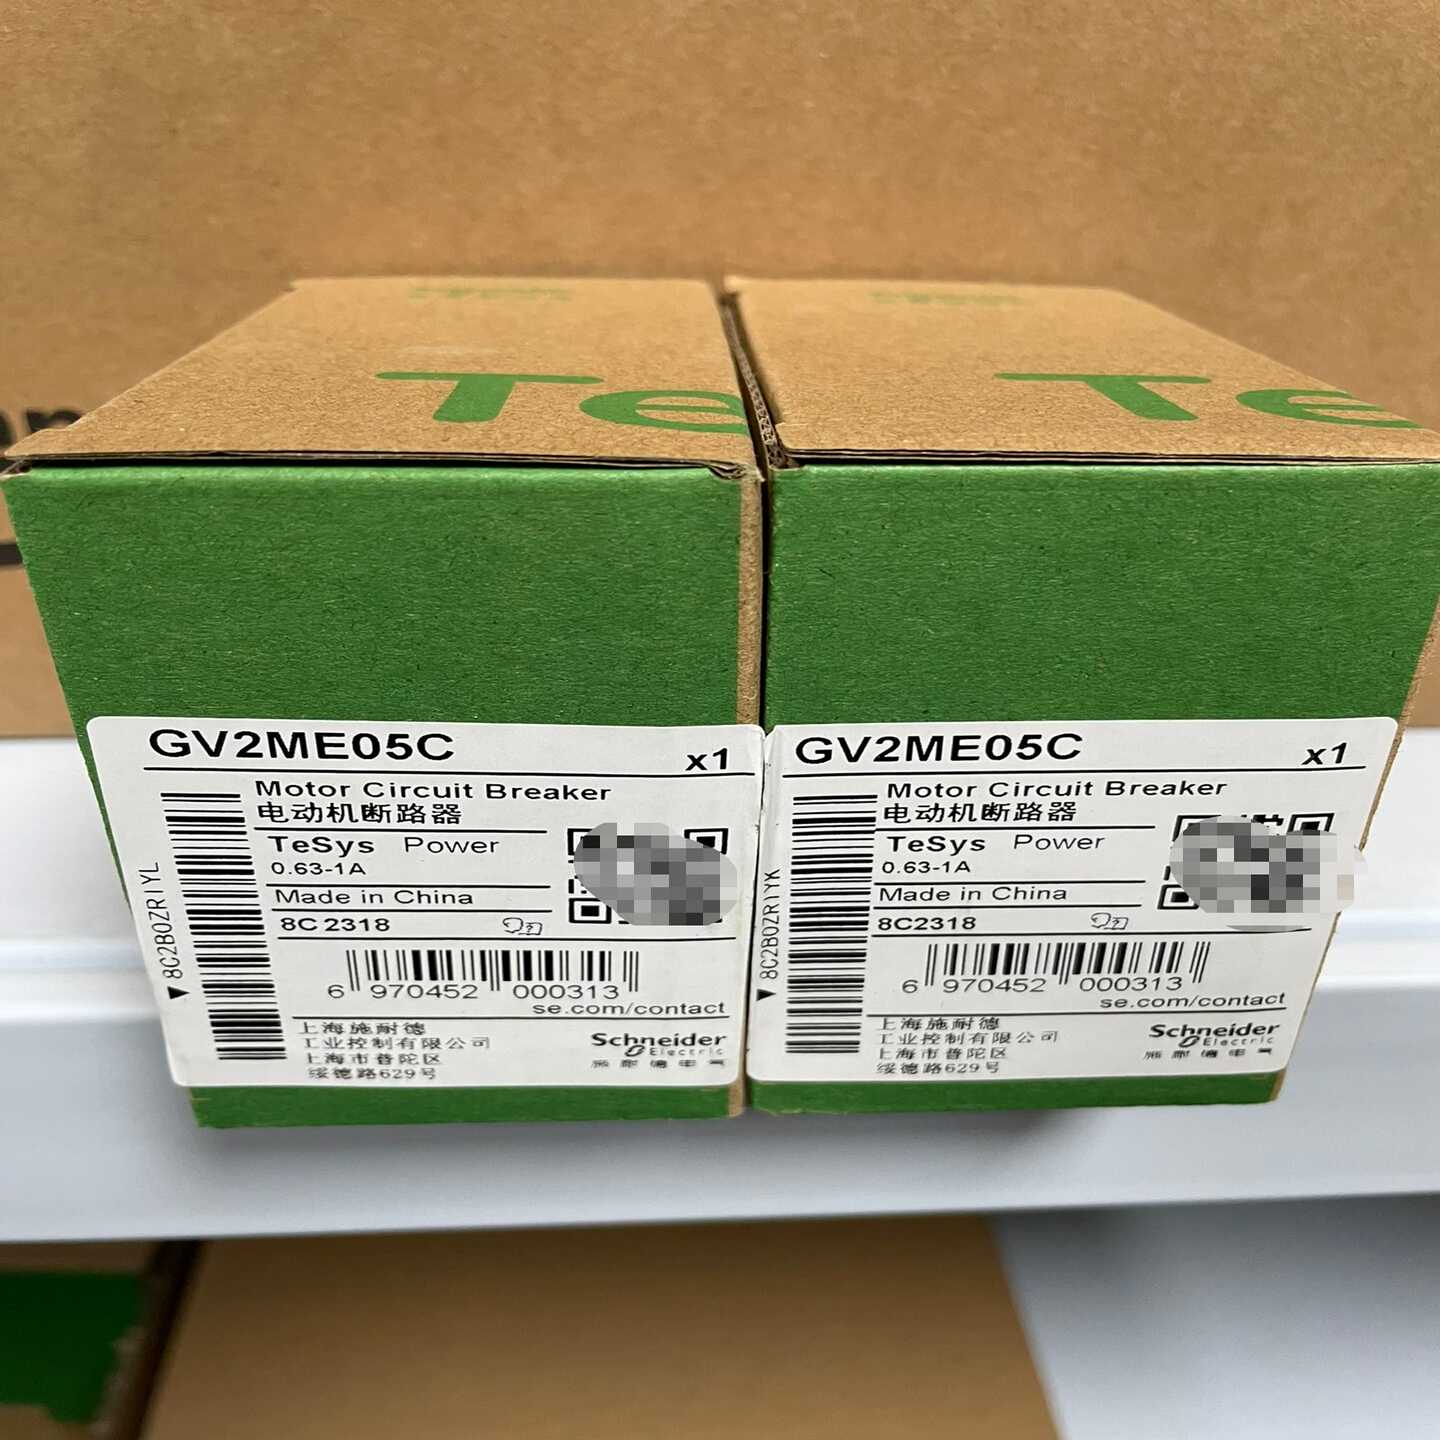 Te
Te
GV2ME05C
x1
Motor Circuit Breaker
电动机断路器
TeSys Power
0.63-1A
Made in China
8C2318
8C2B0ZR1YL
6 970452 000313
se.com/contact
上海施耐德
工业控制有限公司
上海市普陀区
绥德路629号
Schneider
Electric
施耐德电气
GV2ME05C
x1
Motor Circuit Breaker
电动机断路器
TeSys Power
0.63-1A
Made in China
8C2318
8C2B0ZR1YK
6 970452 000313
se.com/contact
上海施耐德
工业控制有限公司
上海市普陀区
绥德路629号
Schneider
Electric
施耐德电气